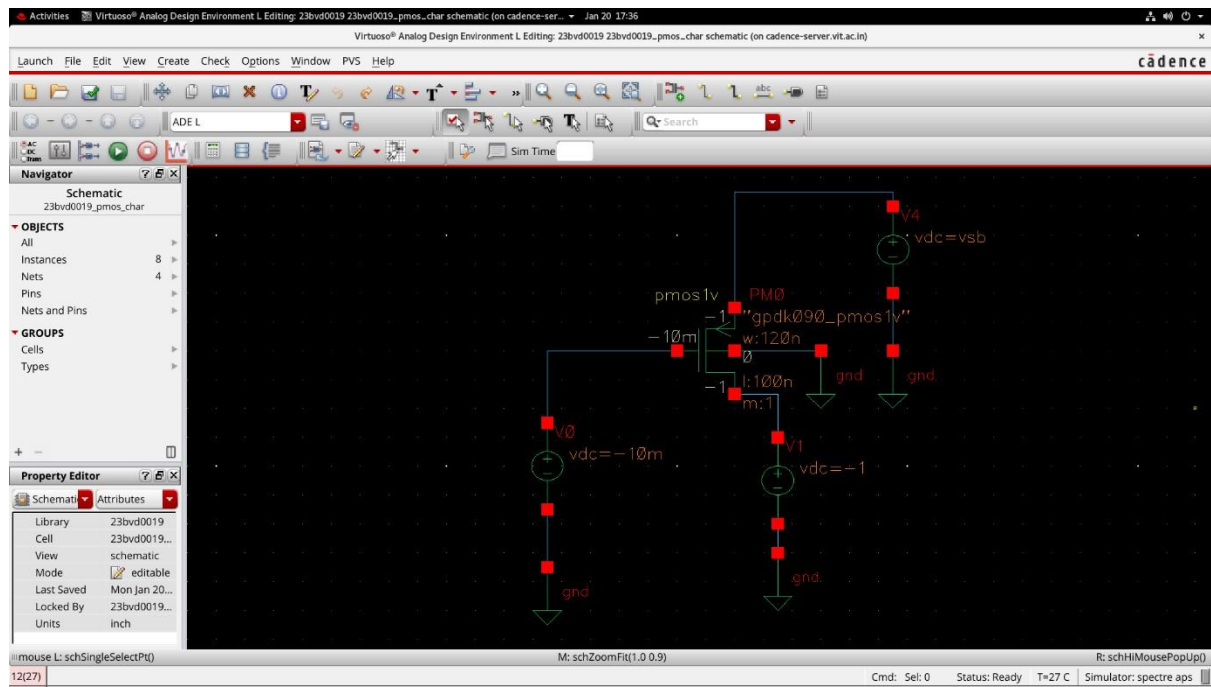 Activities Virtuoso® Analog Design Environment L Editing: 23bvd0019 23bvd0019_pmos_char schematic (on cadence-ser... Jan 20 17:36
Virtuoso® Analog Design Environment L Editing: 23bvd0019 23bvd0019_pmos_char schematic (on cadence-server.vit.ac.in)
Launch File Edit View Create Check Options Window PVS Help cādence
abc
ADE L Search
AC DC Trans Sim Time
Navigator
Schematic
23bvd0019_pmos_char
OBJECTS
All
Instances 8
Nets 4
Pins
Nets and Pins
GROUPS
Cells
Types
Property Editor
Schemati Attributes
Library 23bvd0019
Cell 23bvd0019...
View schematic
Mode editable
Last Saved Mon Jan 20...
Locked By 23bvd0019...
Units inch
V4
vdc=vsb
pmos1v PM0
-1 "gpdk090_pmos1v"
-10m w:120n
0
-1 l:100n gnd gnd
m:1
V0
vdc=-10m
V1
vdc=-1
gnd
gnd
mouse L: schSingleSelectPt() M: schZoomFit(1.0 0.9) R: schHiMousePopUp()
12(27) Cmd: Sel: 0 Status: Ready T=27 C Simulator: spectre aps